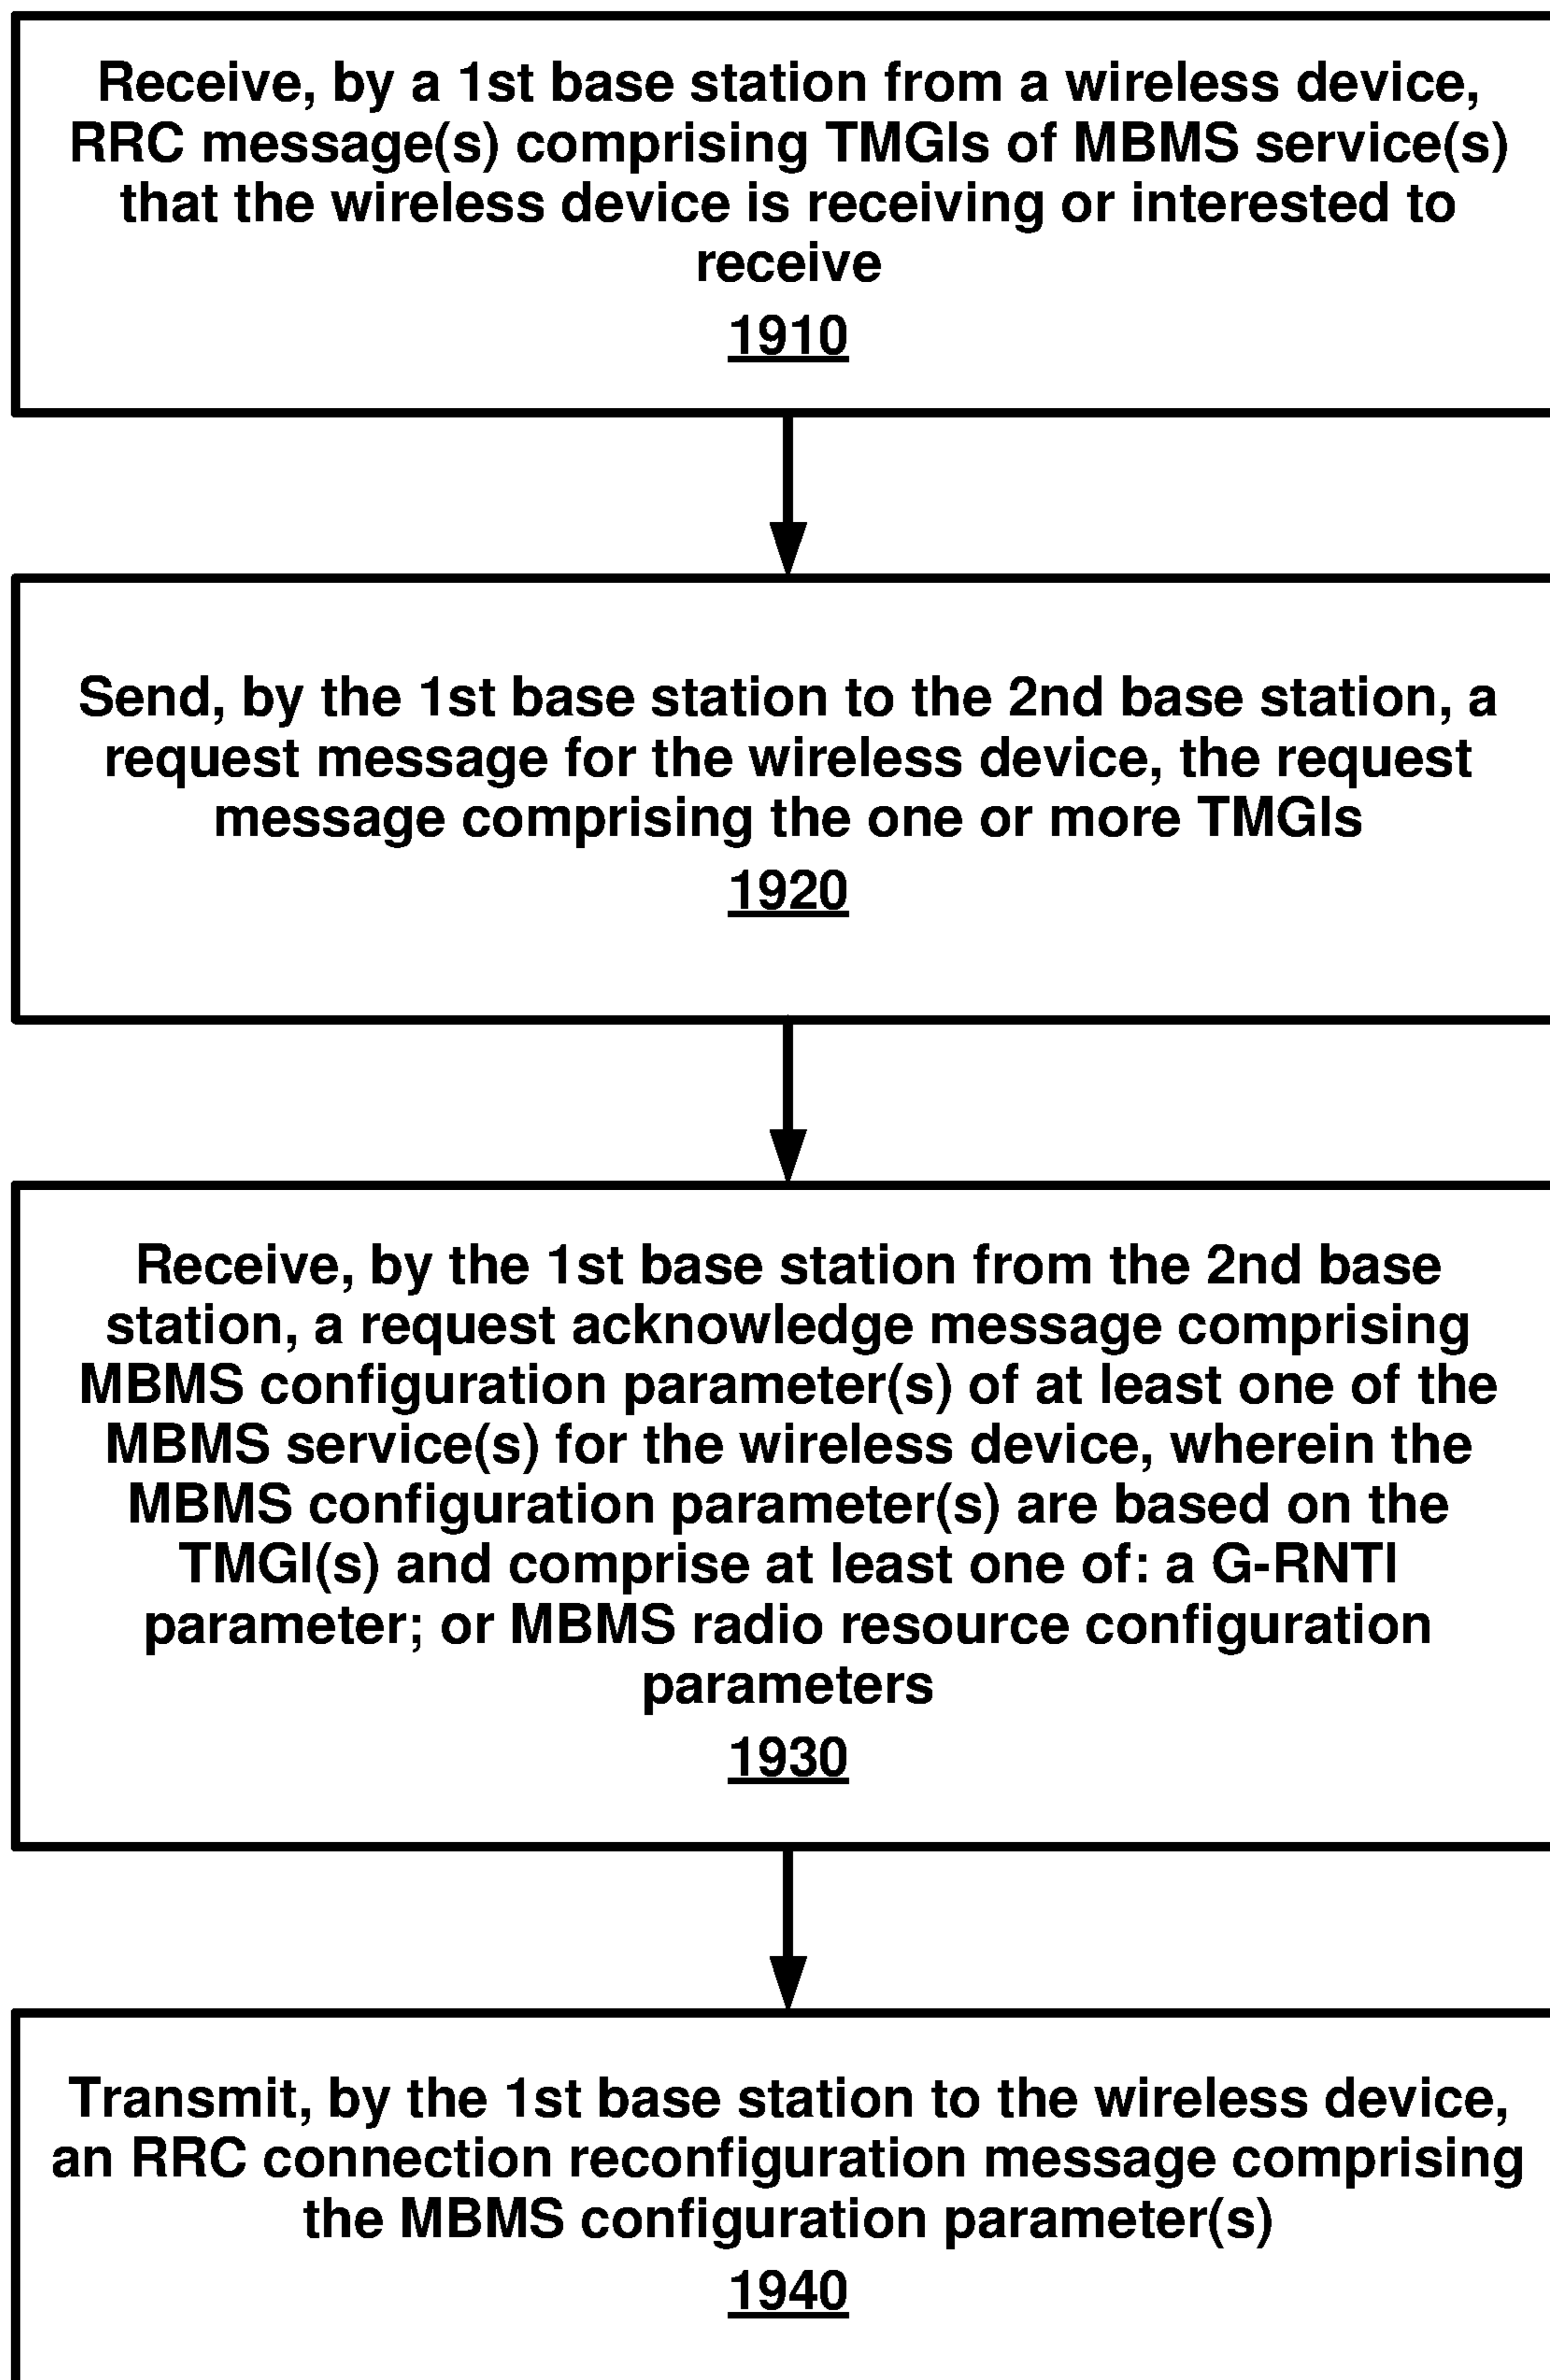 Receive, by a 1st base station from a wireless device,
RRC message(s) comprising TMGIs of MBMS service(s)
that the wireless device is receiving or interested to
receive
1910
Send, by the 1st base station to the 2nd base station, a
request message for the wireless device, the request
message comprising the one or more TMGIs
1920
Receive, by the 1st base station from the 2nd base
station, a request acknowledge message comprising
MBMS configuration parameter(s) of at least one of the
MBMS service(s) for the wireless device, wherein the
MBMS configuration parameter(s) are based on the
TMGI(s) and comprise at least one of: a G-RNTI
parameter; or MBMS radio resource configuration
parameters
1930
Transmit, by the 1st base station to the wireless device,
an RRC connection reconfiguration message comprising
the MBMS configuration parameter(s)
1940